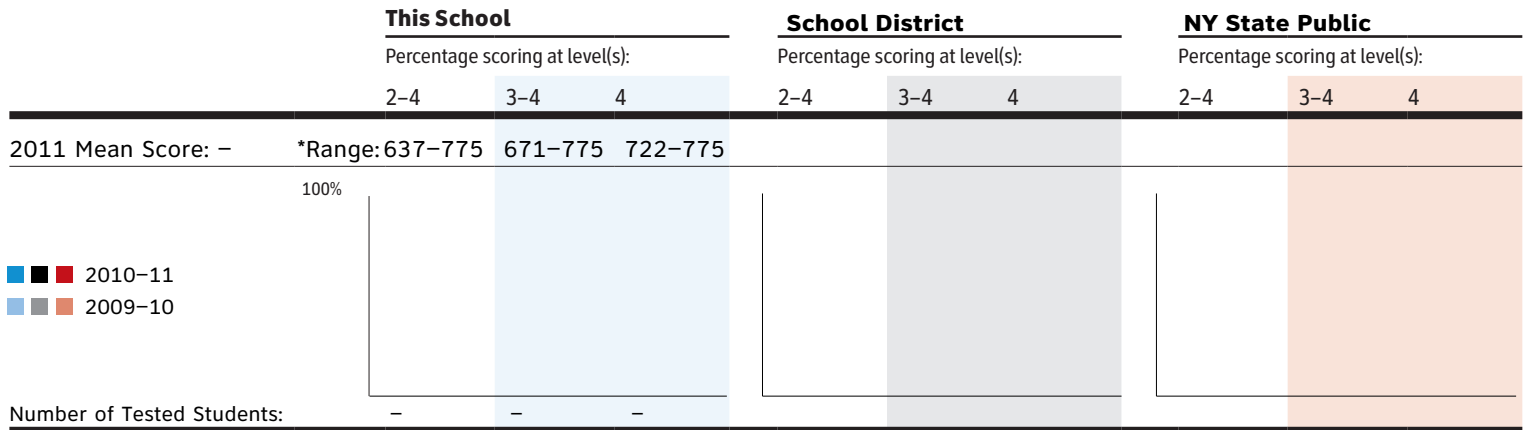 This School School District NY State Public
Percentage scoring at level(s): Percentage scoring at level(s): Percentage scoring at level(s):
2–4 3–4 4 2–4 3–4 4 2–4 3–4 4
2011 Mean Score: – *Range: 637–775 671–775 722–775
100%
2010–11
2009–10
Number of Tested Students: – – –